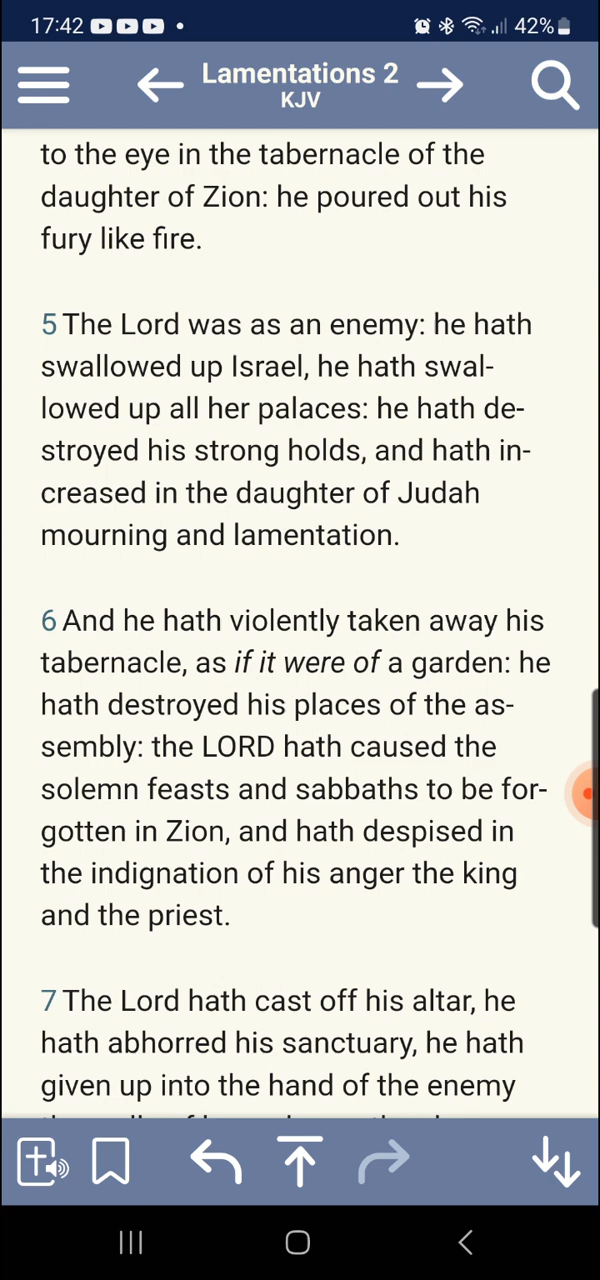 17:42 42%
Lamentations 2
KJV
to the eye in the tabernacle of the
daughter of Zion: he poured out his
fury like fire.
5 The Lord was as an enemy: he hath
swallowed up Israel, he hath swal-
lowed up all her palaces: he hath de-
stroyed his strong holds, and hath in-
creased in the daughter of Judah
mourning and lamentation.
6 And he hath violently taken away his
tabernacle, as if it were of a garden: he
hath destroyed his places of the as-
sembly: the LORD hath caused the
solemn feasts and sabbaths to be for-
gotten in Zion, and hath despised in
the indignation of his anger the king
and the priest.
7 The Lord hath cast off his altar, he
hath abhorred his sanctuary, he hath
given up into the hand of the enemy